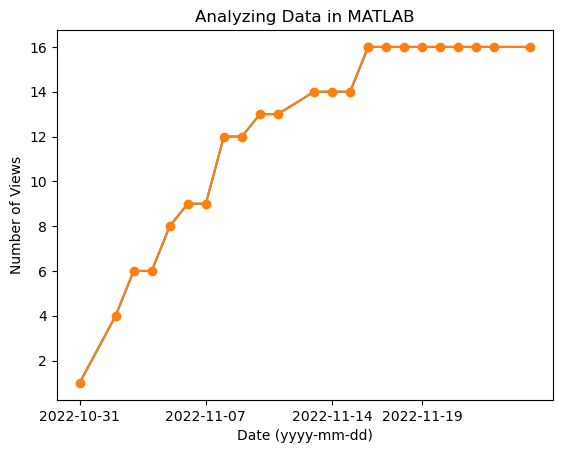 Analyzing Data in MATLAB
16
14
12
10
8
6
4
2
Number of Views
2022-10-31 2022-11-07 2022-11-14 2022-11-19
Date (yyyy-mm-dd)